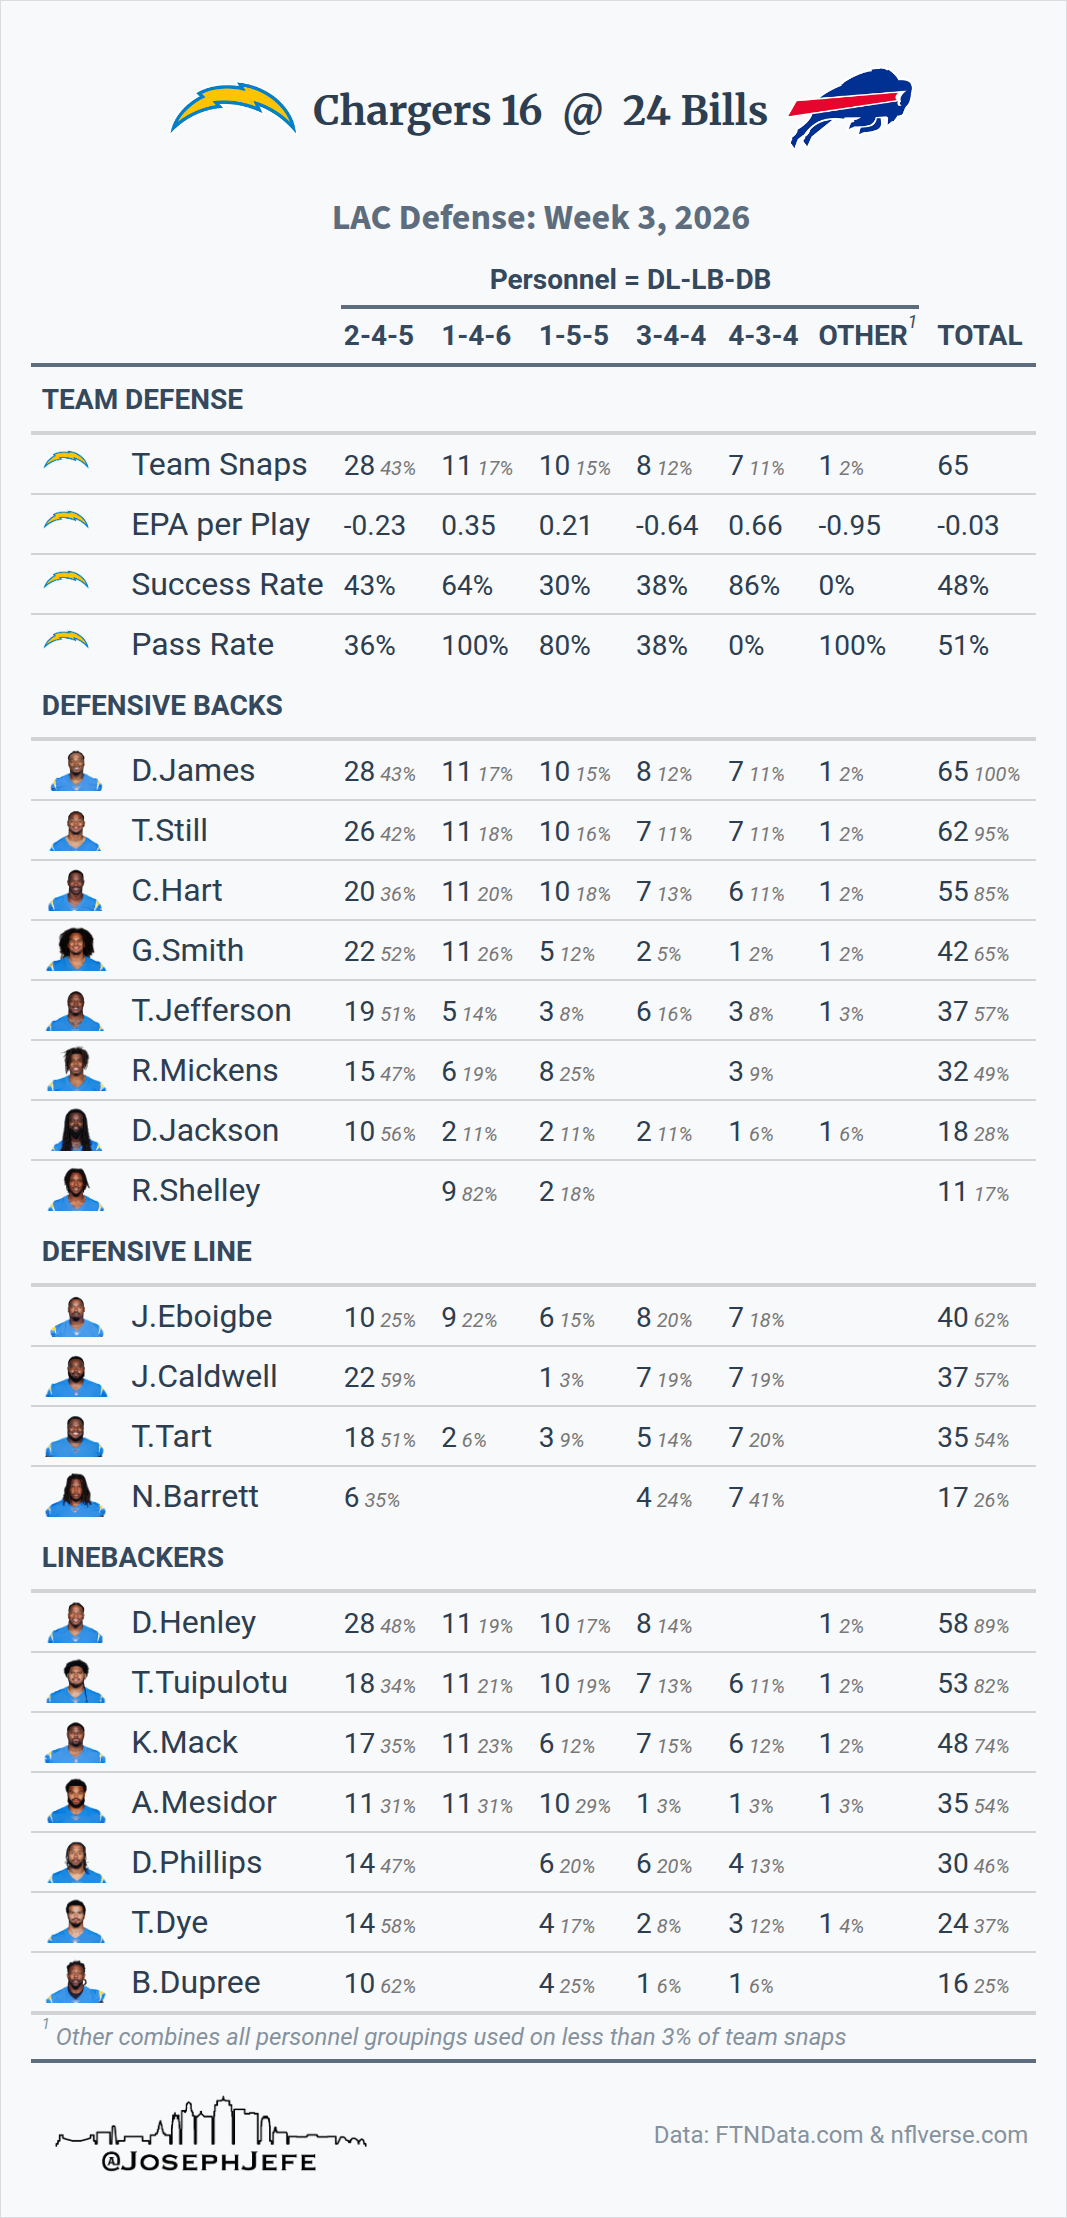 Chargers 16 @ 24 Bills
LAC Defense: Week 3, 2026
Personnel = DL-LB-DB
2-4-5 1-4-6 1-5-5 3-4-4 4-3-4 OTHER1 TOTAL
TEAM DEFENSE
Team Snaps 28 43% 11 17% 10 15% 8 12% 7 11% 1 2% 65
EPA per Play -0.23 0.35 0.21 -0.64 0.66 -0.95 -0.03
Success Rate 43% 64% 30% 38% 86% 0% 48%
Pass Rate 36% 100% 80% 38% 0% 100% 51%
DEFENSIVE BACKS
D.James 28 43% 11 17% 10 15% 8 12% 7 11% 1 2% 65 100%
T.Still 26 42% 11 18% 10 16% 7 11% 7 11% 1 2% 62 95%
C.Hart 20 36% 11 20% 10 18% 7 13% 6 11% 1 2% 55 85%
G.Smith 22 52% 11 26% 5 12% 2 5% 1 2% 1 2% 42 65%
T.Jefferson 19 51% 5 14% 3 8% 6 16% 3 8% 1 3% 37 57%
R.Mickens 15 47% 6 19% 8 25% 3 9% 32 49%
D.Jackson 10 56% 2 11% 2 11% 2 11% 1 6% 1 6% 18 28%
R.Shelley 9 82% 2 18% 11 17%
DEFENSIVE LINE
J.Eboigbe 10 25% 9 22% 6 15% 8 20% 7 18% 40 62%
J.Caldwell 22 59% 1 3% 7 19% 7 19% 37 57%
T.Tart 18 51% 2 6% 3 9% 5 14% 7 20% 35 54%
N.Barrett 6 35% 4 24% 7 41% 17 26%
LINEBACKERS
D.Henley 28 48% 11 19% 10 17% 8 14% 1 2% 58 89%
T.Tuipulotu 18 34% 11 21% 10 19% 7 13% 6 11% 1 2% 53 82%
K.Mack 17 35% 11 23% 6 12% 7 15% 6 12% 1 2% 48 74%
A.Mesidor 11 31% 11 31% 10 29% 1 3% 1 3% 1 3% 35 54%
D.Phillips 14 47% 6 20% 6 20% 4 13% 30 46%
T.Dye 14 58% 4 17% 2 8% 3 12% 1 4% 24 37%
B.Dupree 10 62% 4 25% 1 6% 1 6% 16 25%
1 Other combines all personnel groupings used on less than 3% of team snaps
@JOSEPHJEFE
Data: FTNData.com & nflverse.com